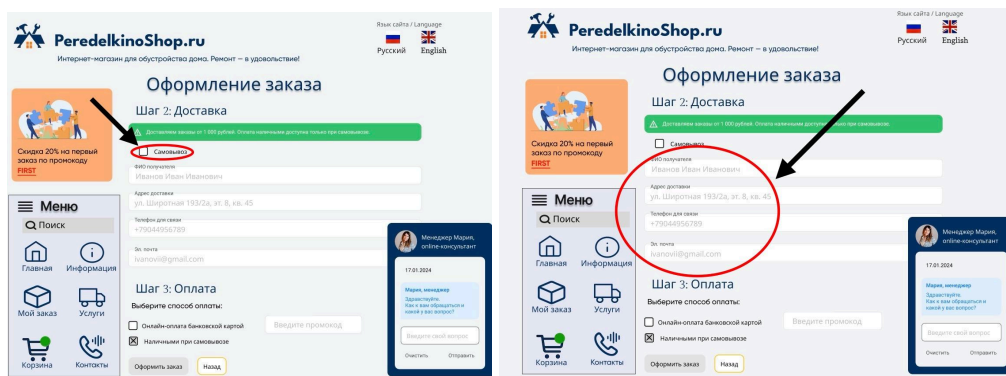 Язык сайта / Language
PeredelkinoShop.ru
Русский English
Интернет-магазин для обустройства дома. Ремонт — в удовольствие!
Оформление заказа
Шаг 2: Доставка
Доставляем заказы от 1 000 рублей. Оплата наличными доступна только при самовывозе.
Самовывоз
Скидка 20% на первый
заказ по промокоду
FIRST
ФИО получателя
Иванов Иван Иванович
Адрес доставки
ул. Широтная 193/2а, эт. 8, кв. 45
Телефон для связи
+79044956789
Эл. почта
ivanovii@gmail.com
Меню
Поиск
Главная Информация
Мой заказ Услуги
Корзина Контакты
Шаг 3: Оплата
Выберите способ оплаты:
Онлайн-оплата банковской картой
Введите промокод
Наличными при самовывозе
Оформить заказ Назад
Менеджер Мария,
online-консультант
17.01.2024
Мария, менеджер
Здравствуйте.
Как к вам обращаться и
какой у вас вопрос?
Введите свой вопрос
Очистить Отправить
Язык сайта / Language
PeredelkinoShop.ru
Русский English
Интернет-магазин для обустройства дома. Ремонт — в удовольствие!
Оформление заказа
Шаг 2: Доставка
Доставляем заказы от 1 000 рублей. Оплата наличными доступна только при самовывозе.
Самовывоз
Скидка 20% на первый
заказ по промокоду
FIRST
ФИО получателя
Иванов Иван Иванович
Адрес доставки
ул. Широтная 193/2а, эт. 8, кв. 45
Телефон для связи
+79044956789
Эл. почта
ivanovii@gmail.com
Меню
Поиск
Главная Информация
Мой заказ Услуги
Корзина Контакты
Шаг 3: Оплата
Выберите способ оплаты:
Онлайн-оплата банковской картой
Введите промокод
Наличными при самовывозе
Оформить заказ Назад
Менеджер Мария,
online-консультант
17.01.2024
Мария, менеджер
Здравствуйте.
Как к вам обращаться и
какой у вас вопрос?
Введите свой вопрос
Очистить Отправить